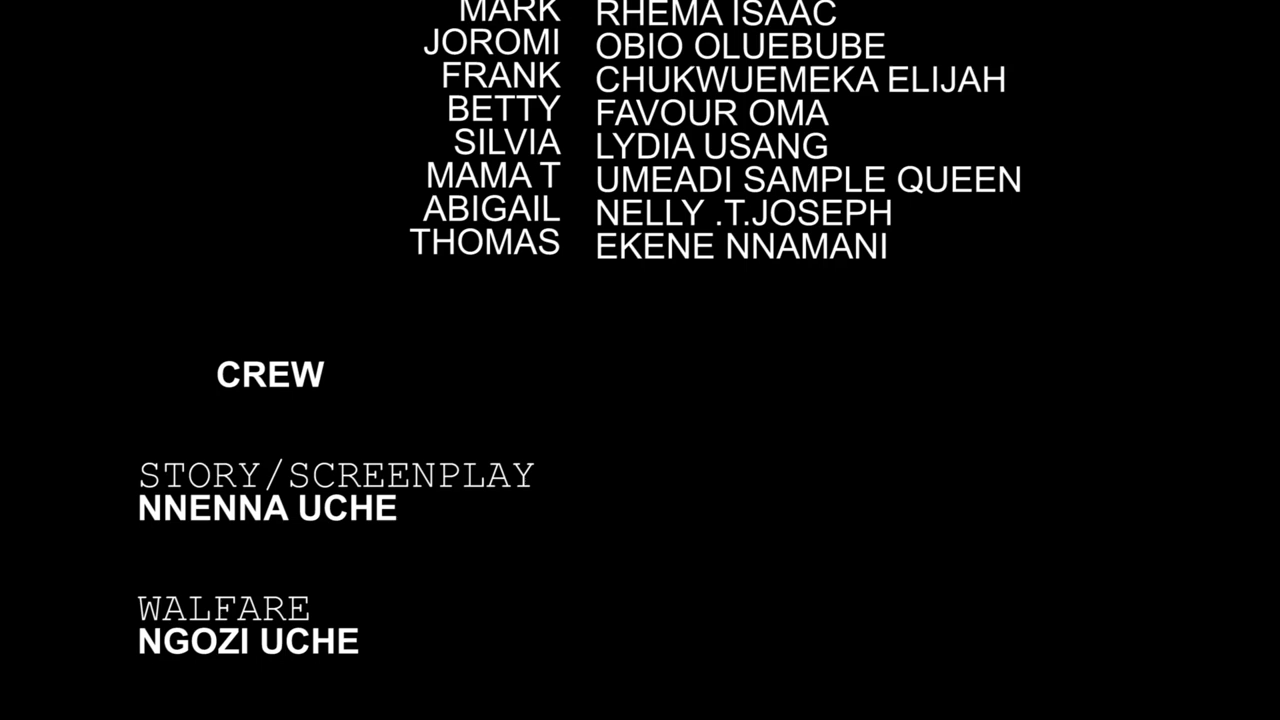 MARK RHEMA ISAAC
JOROMI OBIO OLUEBUBE
FRANK CHUKWUEMEKA ELIJAH
BETTY FAVOUR OMA
SILVIA LYDIA USANG
MAMA T UMEADI SAMPLE QUEEN
ABIGAIL NELLY .T.JOSEPH
THOMAS EKENE NNAMANI
CREW
STORY/SCREENPLAY
NNENNA UCHE
WALFARE
NGOZI UCHE